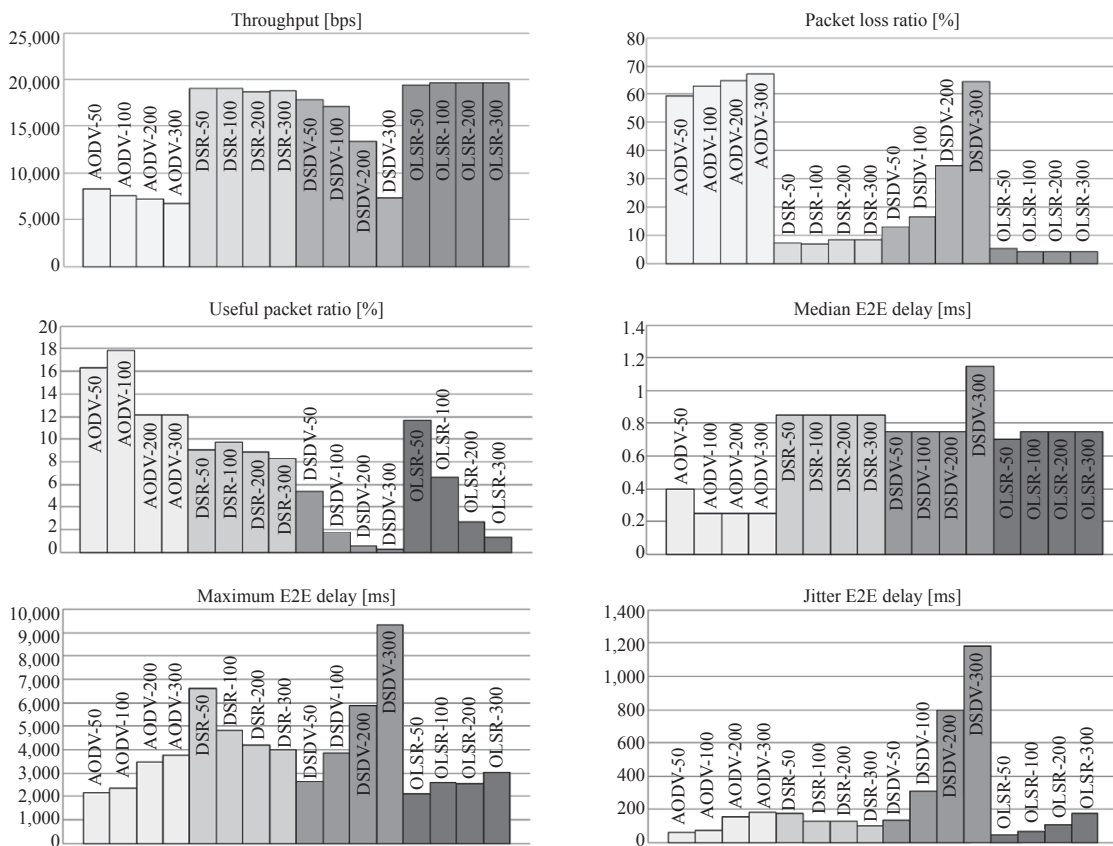 Throughput [bps]
25,000
20,000
15,000
10,000
5,000
0
AODV-50
AODV-100
AODV-200
AODV-300
DSR-50
DSR-100
DSR-200
DSR-300
DSDV-50
DSDV-100
DSDV-200
DSDV-300
OLSR-50
OLSR-100
OLSR-200
OLSR-300
Packet loss ratio [%]
80
70
60
50
40
30
20
10
0
AODV-50
AODV-100
AODV-200
AODV-300
DSR-50
DSR-100
DSR-200
DSR-300
DSDV-50
DSDV-100
DSDV-200
DSDV-300
OLSR-50
OLSR-100
OLSR-200
OLSR-300
Useful packet ratio [%]
20
18
16
14
12
10
8
6
4
2
0
AODV-50
AODV-100
AODV-200
AODV-300
DSR-50
DSR-100
DSR-200
DSR-300
DSDV-50
DSDV-100
DSDV-200
DSDV-300
OLSR-50
OLSR-100
OLSR-200
OLSR-300
Median E2E delay [ms]
1.4
1.2
1
0.8
0.6
0.4
0.2
0
AODV-50
AODV-100
AODV-200
AODV-300
DSR-50
DSR-100
DSR-200
DSR-300
DSDV-50
DSDV-100
DSDV-200
DSDV-300
OLSR-50
OLSR-100
OLSR-200
OLSR-300
Maximum E2E delay [ms]
10,000
9,000
8,000
7,000
6,000
5,000
4,000
3,000
2,000
1,000
0
AODV-50
AODV-100
AODV-200
AODV-300
DSR-50
DSR-100
DSR-200
DSR-300
DSDV-50
DSDV-100
DSDV-200
DSDV-300
OLSR-50
OLSR-100
OLSR-200
OLSR-300
Jitter E2E delay [ms]
1,400
1,200
1,000
800
600
400
200
0
AODV-50
AODV-100
AODV-200
AODV-300
DSR-50
DSR-100
DSR-200
DSR-300
DSDV-50
DSDV-100
DSDV-200
DSDV-300
OLSR-50
OLSR-100
OLSR-200
OLSR-300